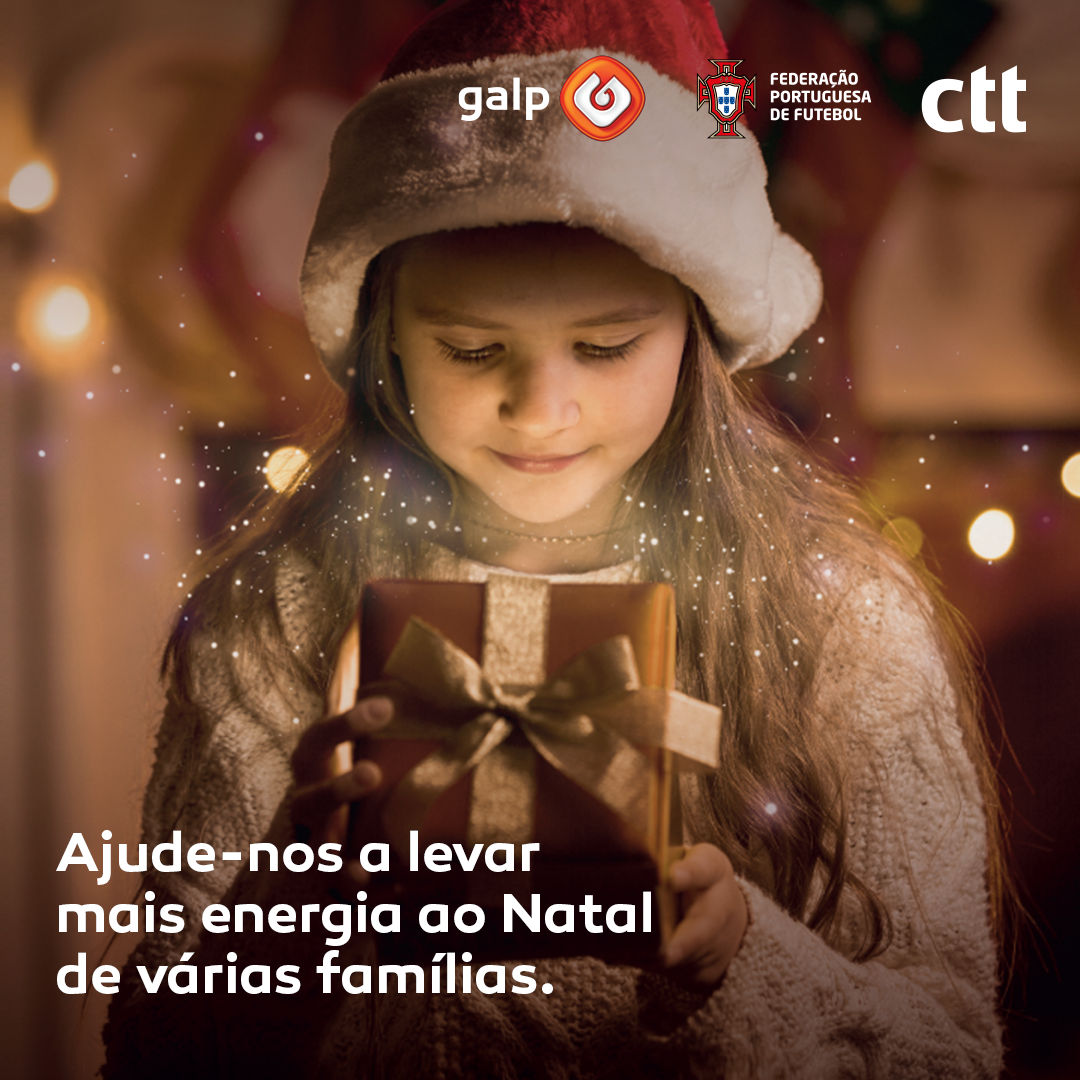 galp
FEDERAÇÃO
PORTUGUESA
DE FUTEBOL
ctt
Ajude-nos a levar
mais energia ao Natal
de várias famílias.